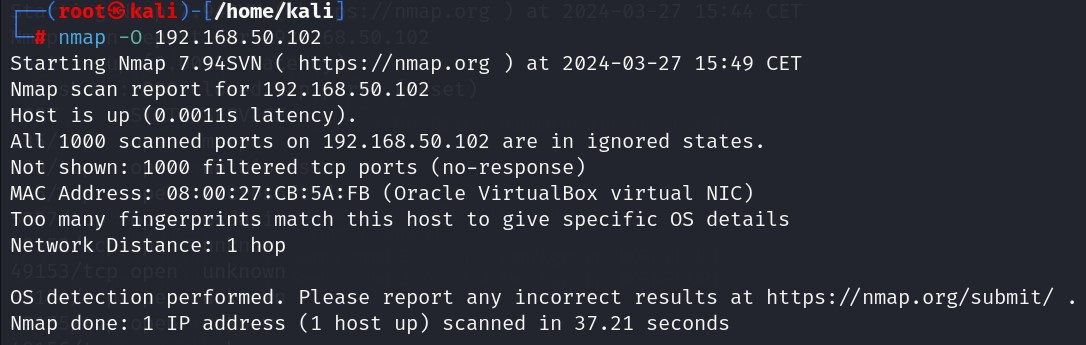 ┌──(root㉿kali)-[/home/kali]
└─# nmap -O 192.168.50.102
Starting Nmap 7.94SVN ( https://nmap.org ) at 2024-03-27 15:49 CET
Nmap scan report for 192.168.50.102
Host is up (0.0011s latency).
All 1000 scanned ports on 192.168.50.102 are in ignored states.
Not shown: 1000 filtered tcp ports (no-response)
MAC Address: 08:00:27:CB:5A:FB (Oracle VirtualBox virtual NIC)
Too many fingerprints match this host to give specific OS details
Network Distance: 1 hop
49153/tcp open  unknown
OS detection performed. Please report any incorrect results at https://nmap.org/submit/ .
Nmap done: 1 IP address (1 host up) scanned in 37.21 seconds